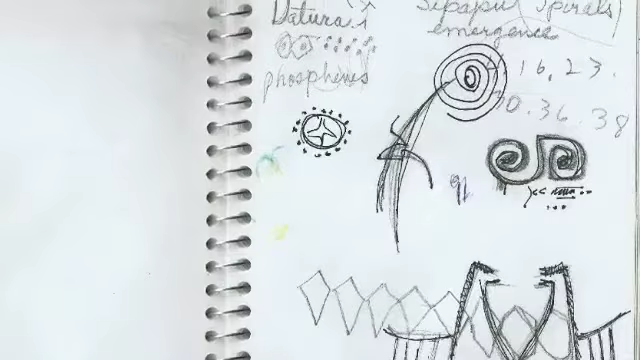 Datura
Sipapu Spirals
emergence
phosphenes
16, 23.
30. 36. 38